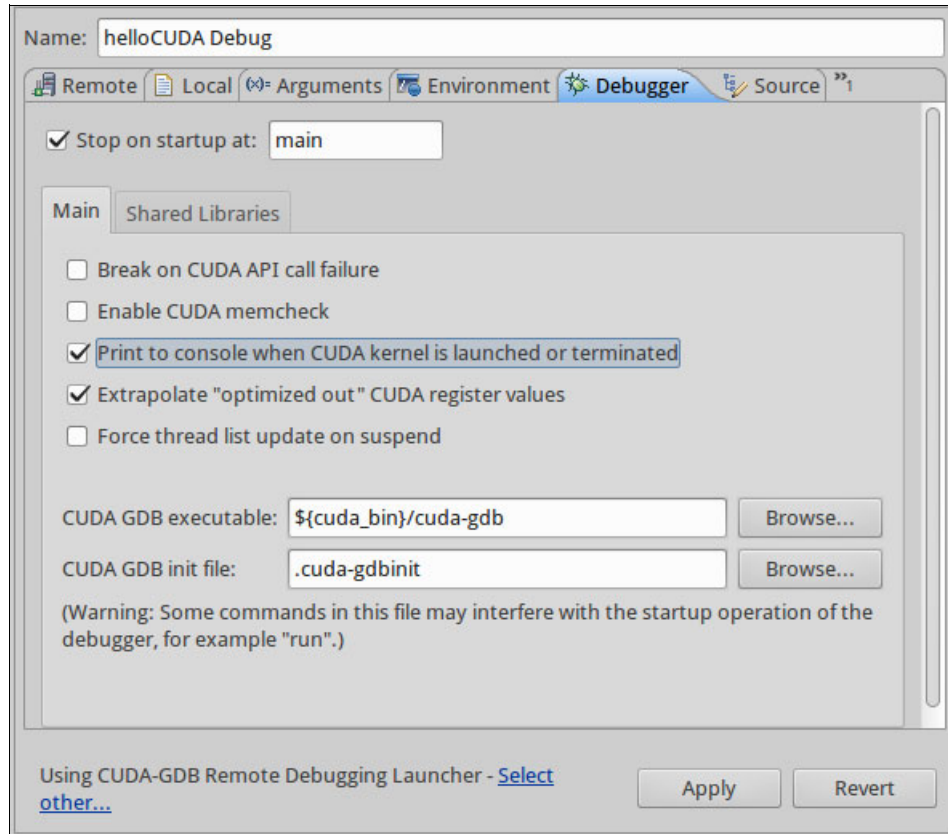 Name: helloCUDA Debug
Remote Local (x)= Arguments Environment Debugger Source »1
Stop on startup at: main
Main Shared Libraries
Break on CUDA API call failure
Enable CUDA memcheck
Print to console when CUDA kernel is launched or terminated
Extrapolate "optimized out" CUDA register values
Force thread list update on suspend
CUDA GDB executable: ${cuda_bin}/cuda-gdb Browse...
CUDA GDB init file: .cuda-gdbinit Browse...
(Warning: Some commands in this file may interfere with the startup operation of the
debugger, for example "run".)
Using CUDA-GDB Remote Debugging Launcher - Select
other...
Apply Revert